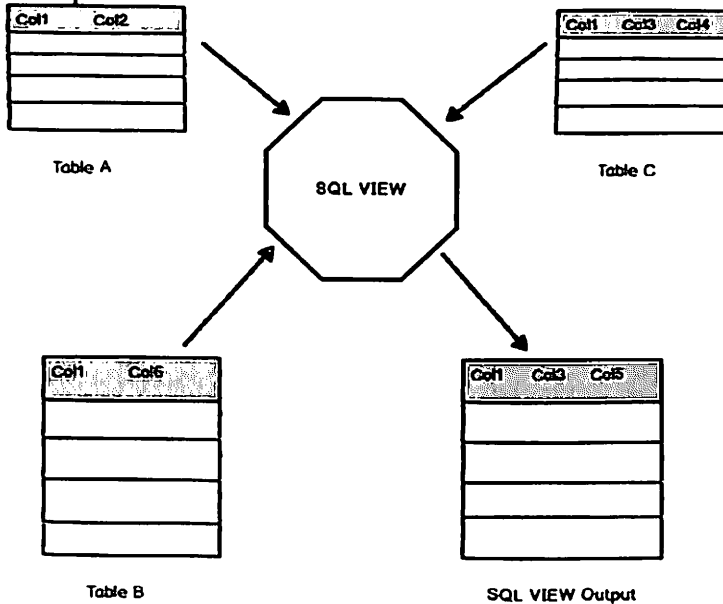 Col1 Col2
Col1 Col3 Col4
Table A
Table C
SQL VIEW
Col1 Col5
Col1 Col3 Col5
Table B
SQL VIEW Output